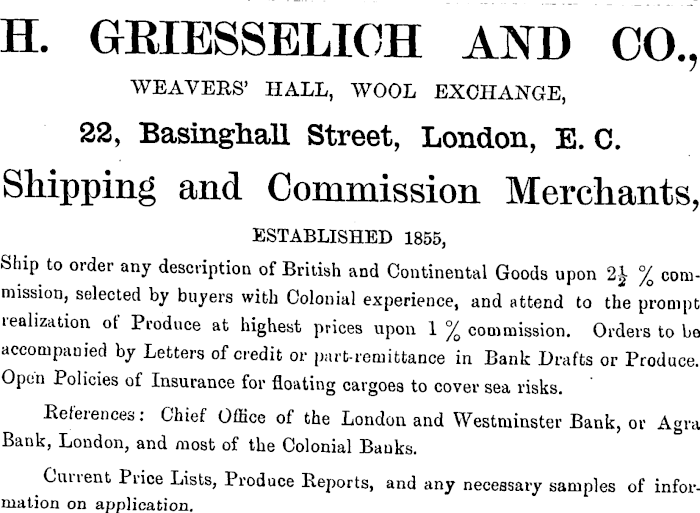 H. GRIESSELICH AND CO.,
WEAVERS' HALL, WOOL EXCHANGE,
22, Basinghall Street, London, E. C.
Shipping and Commission Merchants,
ESTABLISHED 1855,
Ship to order any description of British and Continental Goods upon 2½ % com-
mission, selected by buyers with Colonial experience, and attend to the prompt
realization of Produce at highest prices upon 1 % commission. Orders to be
accompanied by Letters of credit or part-remittance in Bank Drafts or Produce.
Open Policies of Insurance for floating cargoes to cover sea risks.
References: Chief Office of the London and Westminster Bank, or Agra
Bank, London, and most of the Colonial Banks.
Current Price Lists, Produce Reports, and any necessary samples of infor-
mation on application.